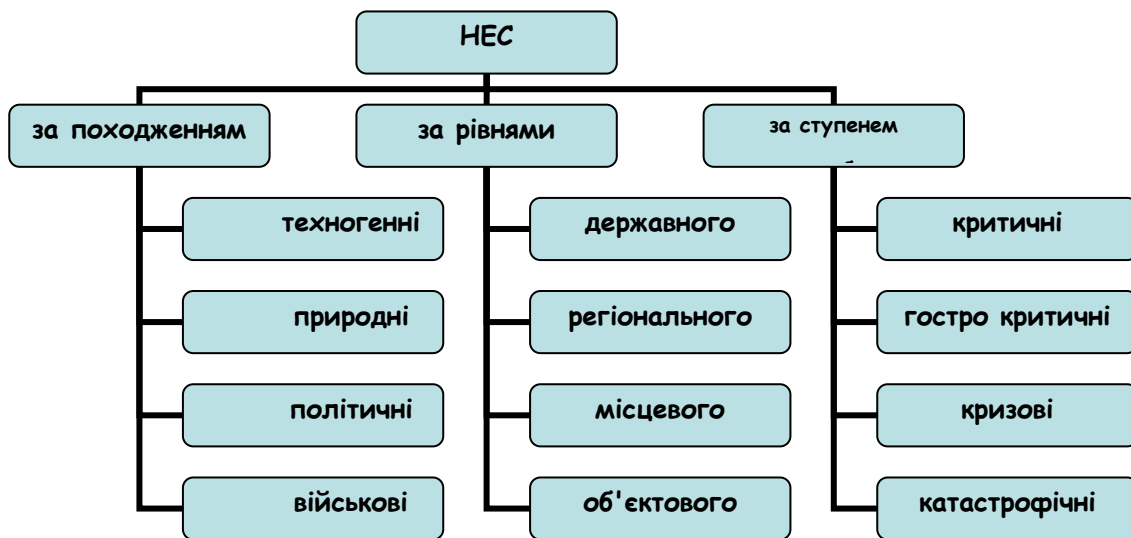 НЕС
за походженням
за рівнями
за ступенем
техногенні
державного
критичні
природні
регіонального
гостро критичні
політичні
місцевого
кризові
військові
об'єктового
катастрофічні